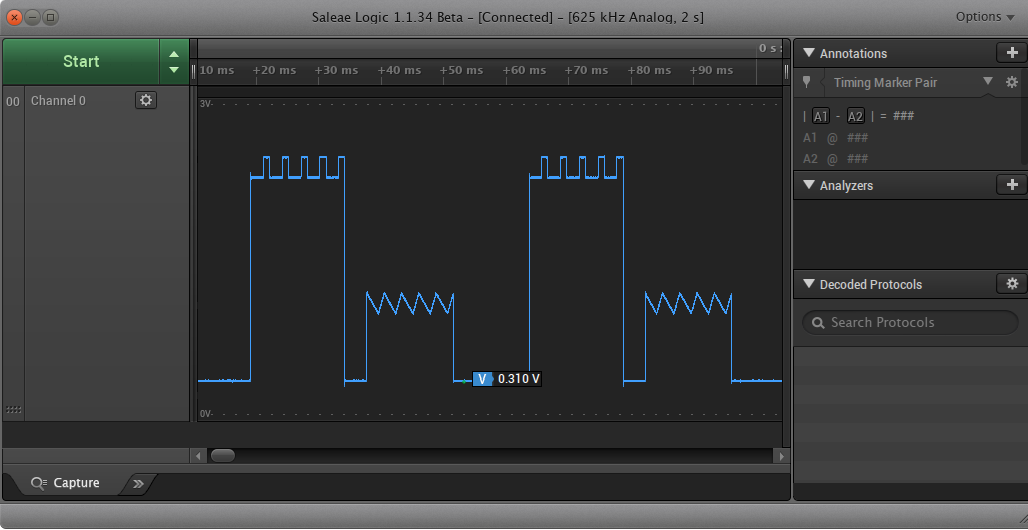 Saleae Logic 1.1.34 Beta – [Connected] – [625 kHz Analog, 2 s]
Options
Start
0 s
10 ms +20 ms +30 ms +40 ms +50 ms +60 ms +70 ms +80 ms +90 ms
00 Channel 0
3V
V 0.310 V
0V
Capture
Annotations
Timing Marker Pair
| A1 - A2 | = ###
A1 @ ###
A2 @ ###
Analyzers
Decoded Protocols
Search Protocols